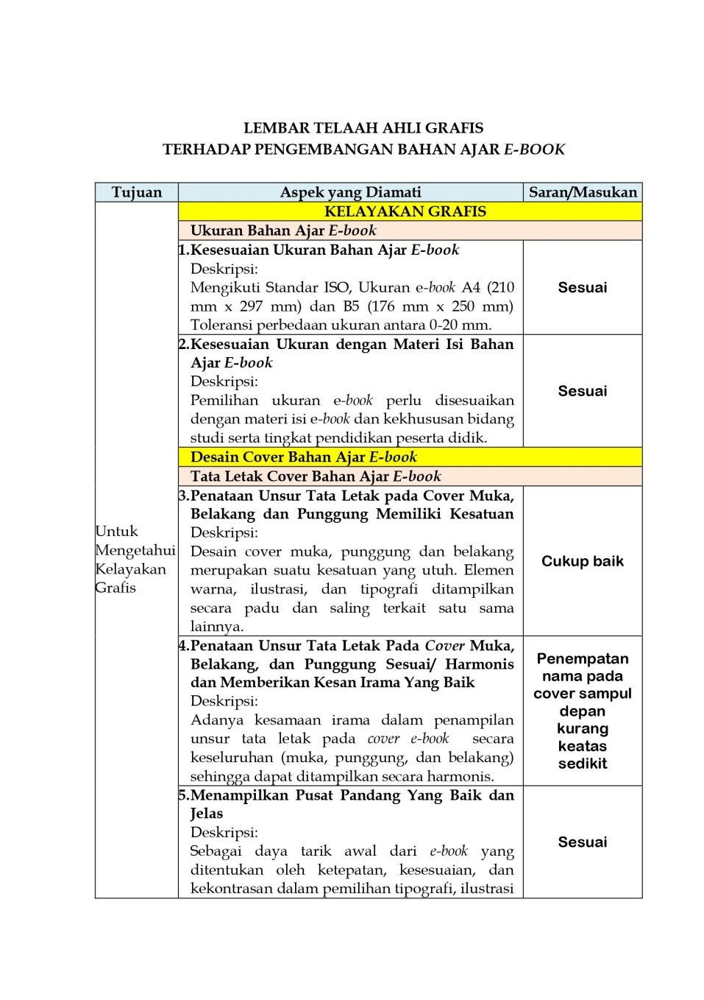 LEMBAR TELAAH AHLI GRAFIS
TERHADAP PENGEMBANGAN BAHAN AJAR E-BOOK
Tujuan Aspek yang Diamati Saran/Masukan
KELAYAKAN GRAFIS
Ukuran Bahan Ajar E-book
1.Kesesuaian Ukuran Bahan Ajar E-book
Deskripsi:
Mengikuti Standar ISO, Ukuran e-book A4 (210
mm x 297 mm) dan B5 (176 mm x 250 mm)
Toleransi perbedaan ukuran antara 0-20 mm.
Sesuai
2.Kesesuaian Ukuran dengan Materi Isi Bahan
Ajar E-book
Deskripsi:
Pemilihan ukuran e-book perlu disesuaikan
dengan materi isi e-book dan kekhususan bidang
studi serta tingkat pendidikan peserta didik.
Sesuai
Desain Cover Bahan Ajar E-book
Tata Letak Cover Bahan Ajar E-book
Untuk
Mengetahui
Kelayakan
Grafis
3.Penataan Unsur Tata Letak pada Cover Muka,
Belakang dan Punggung Memiliki Kesatuan
Deskripsi:
Desain cover muka, punggung dan belakang
merupakan suatu kesatuan yang utuh. Elemen
warna, ilustrasi, dan tipografi ditampilkan
secara padu dan saling terkait satu sama
lainnya.
Cukup baik
4.Penataan Unsur Tata Letak Pada Cover Muka,
Belakang, dan Punggung Sesuai/ Harmonis
dan Memberikan Kesan Irama Yang Baik
Deskripsi:
Adanya kesamaan irama dalam penampilan
unsur tata letak pada cover e-book secara
keseluruhan (muka, punggung, dan belakang)
sehingga dapat ditampilkan secara harmonis.
Penempatan
nama pada
cover sampul
depan
kurang
keatas
sedikit
5.Menampilkan Pusat Pandang Yang Baik dan
Jelas
Deskripsi:
Sebagai daya tarik awal dari e-book yang
ditentukan oleh ketepatan, kesesuaian, dan
kekontrasan dalam pemilihan tipografi, ilustrasi
Sesuai